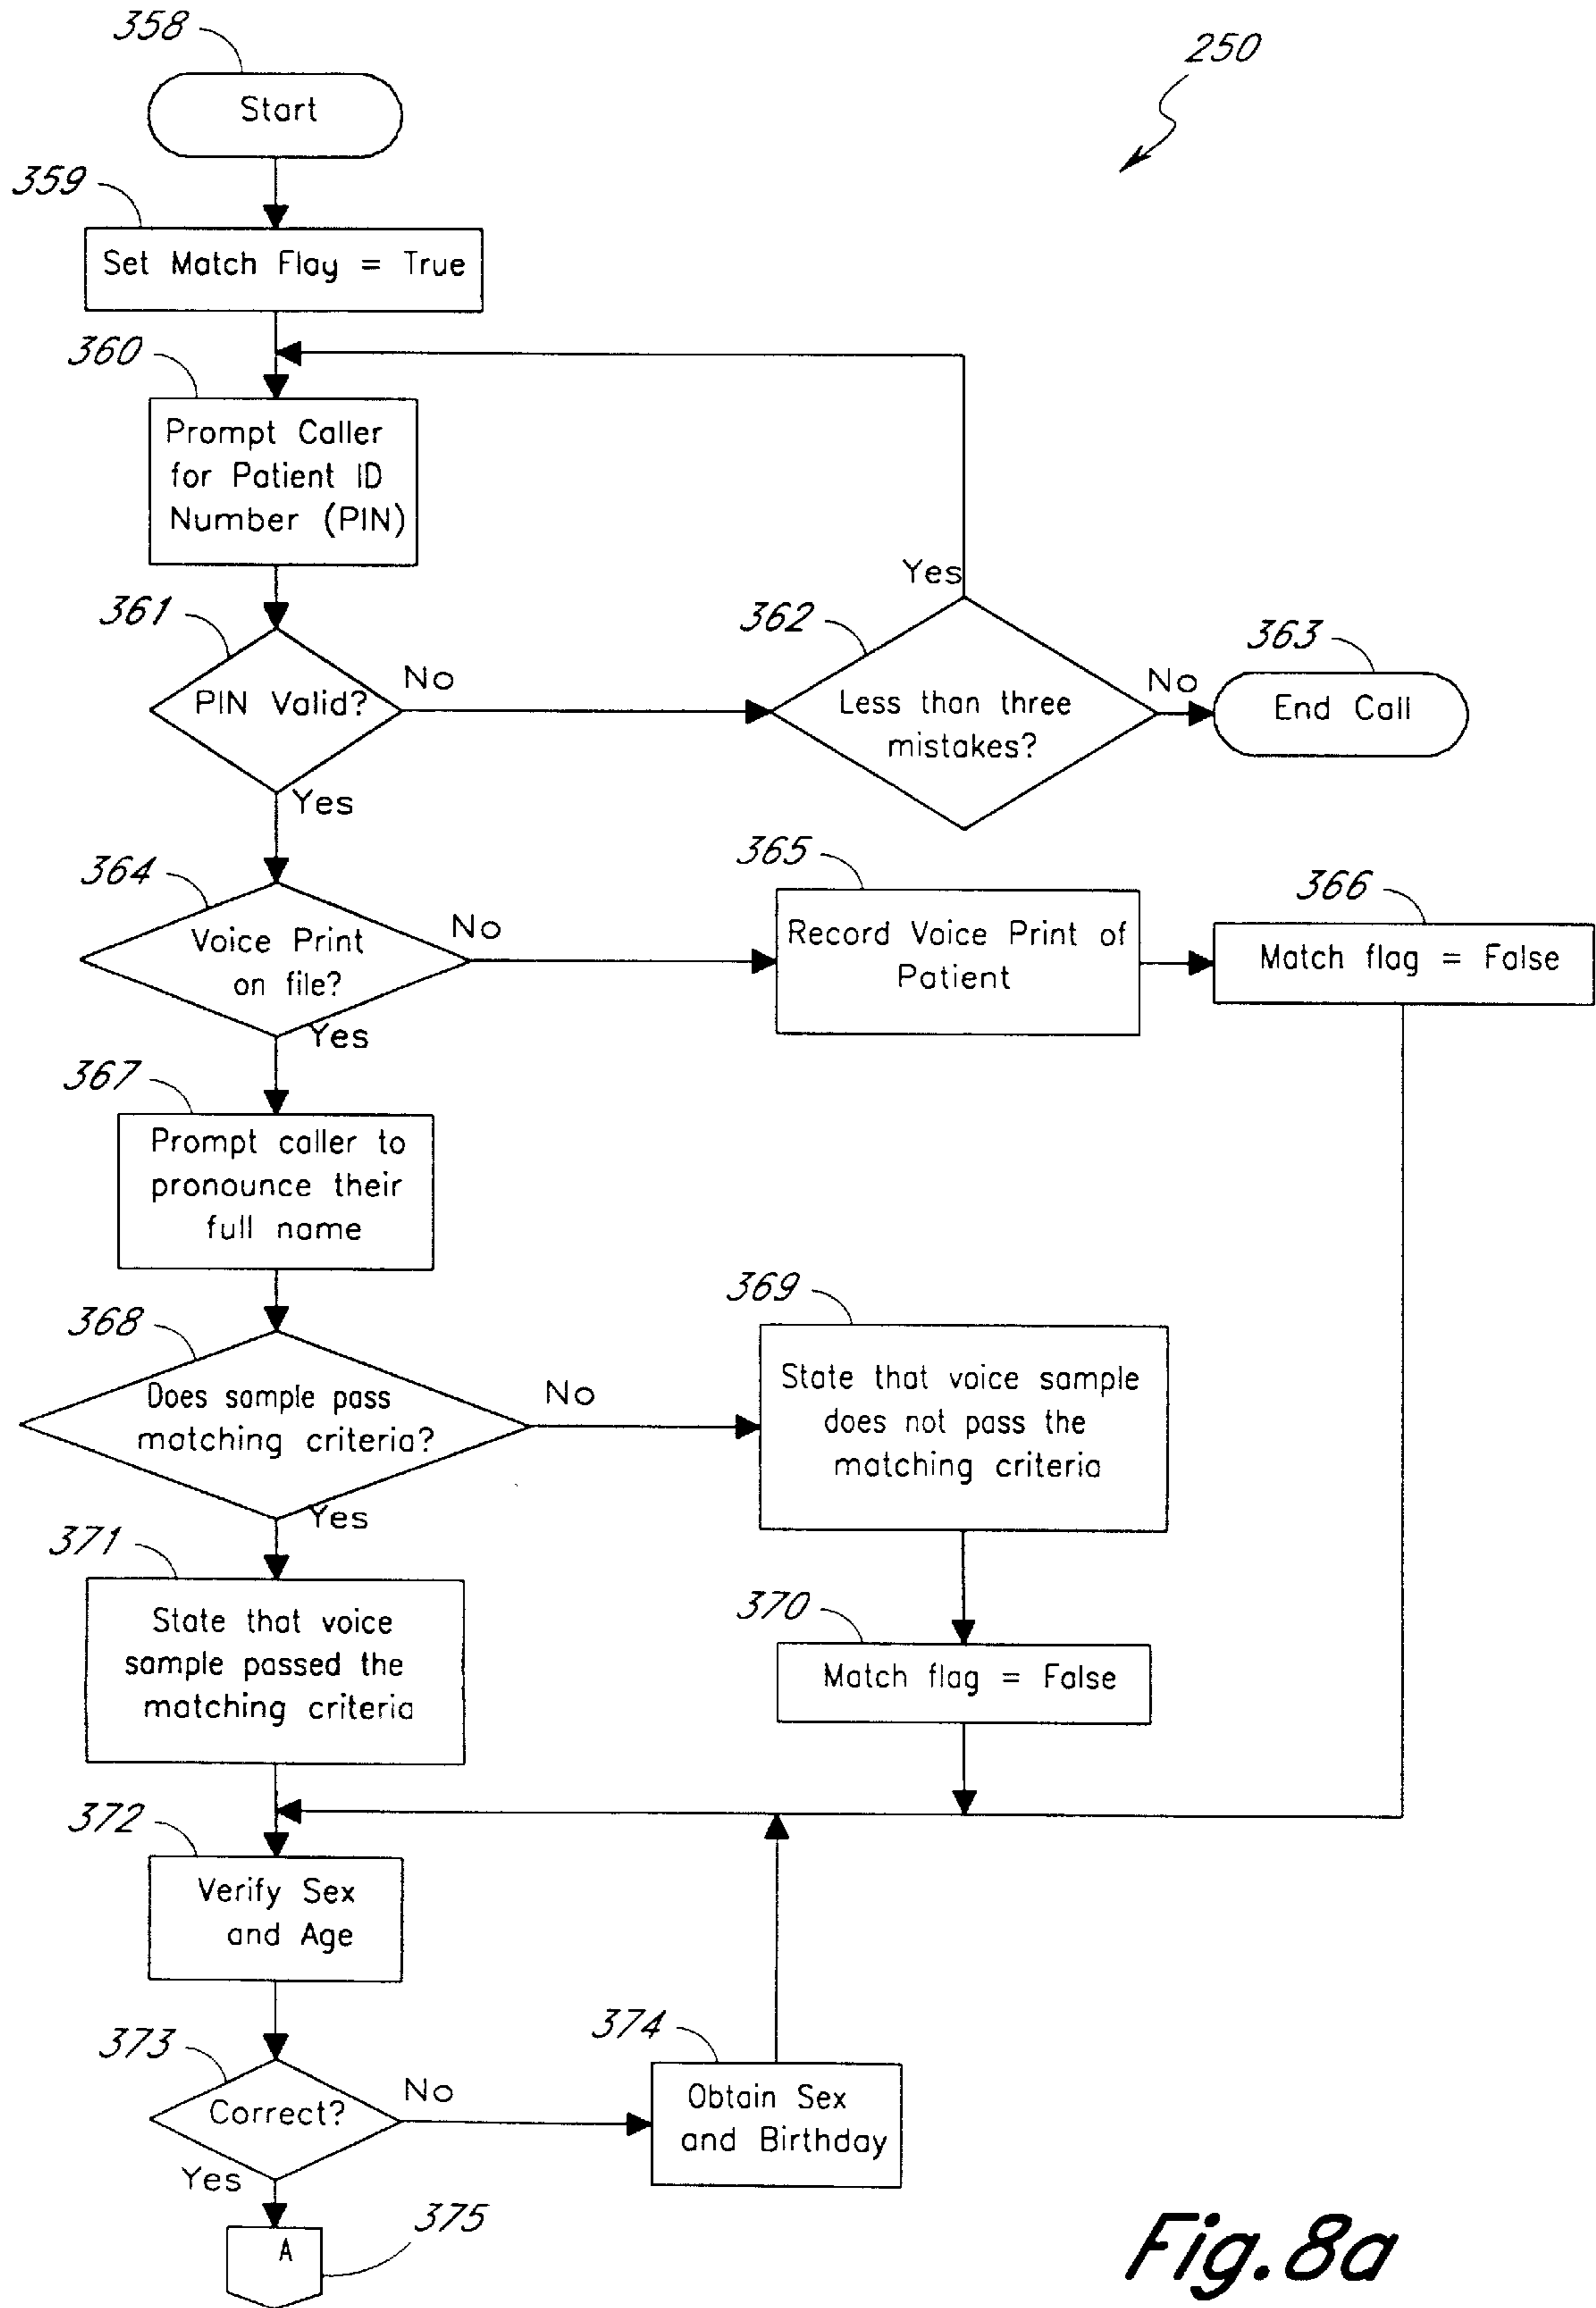 358
Start
250
359
Set Match Flay = True
360
Prompt Caller
for Patient ID
Number (PIN)
Yes
361
PIN Valid?
No
362
Less than three
mistakes?
No
363
End Call
Yes
364
Voice Print
on file?
No
365
Record Voice Print of
Patient
366
Match flag = False
Yes
367
Prompt caller to
pronounce their
full name
368
Does sample pass
matching criteria?
No
369
State that voice sample
does not pass the
matching criteria
Yes
371
State that voice
sample passed the
matching criteria
370
Match flag = False
372
Verify Sex
and Age
373
Correct?
No
374
Obtain Sex
and Birthday
Yes
A
375
Fig.8a